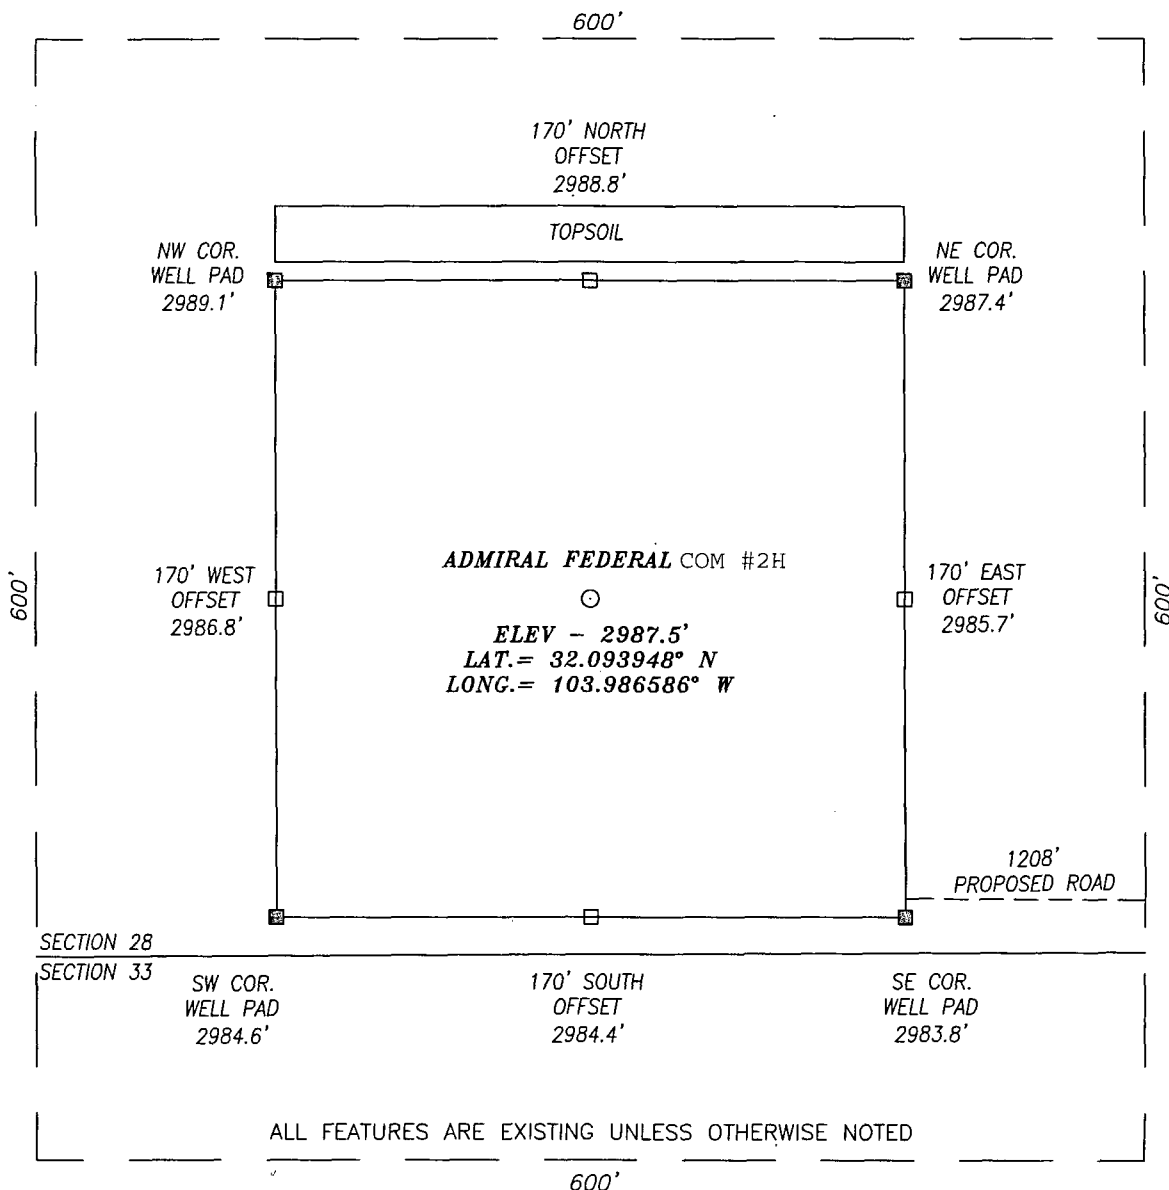 600'
170' NORTH
OFFSET
2988.8'
TOPSOIL
NW COR.
WELL PAD
2989.1'
NE COR.
WELL PAD
2987.4'
ADMIRAL FEDERAL COM #2H
170' WEST
OFFSET
2986.8'
170' EAST
OFFSET
2985.7'
600'
600'
ELEV - 2987.5'
LAT.= 32.093948° N
LONG.= 103.986586° W
1208'
PROPOSED ROAD
SECTION 28
SECTION 33
SW COR.
WELL PAD
2984.6'
170' SOUTH
OFFSET
2984.4'
SE COR.
WELL PAD
2983.8'
ALL FEATURES ARE EXISTING UNLESS OTHERWISE NOTED
600'